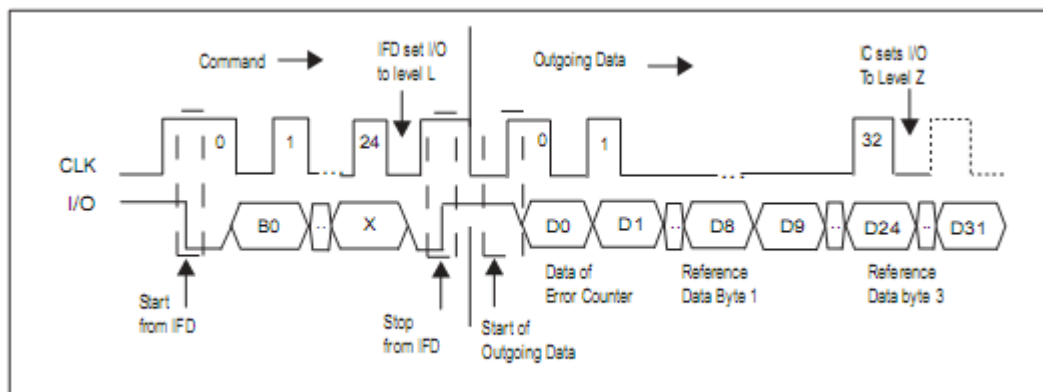 Command
IFD set I/O
to level L
Outgoing Data
IC sets I/O
To Level Z
CLK
0
1
24
0
1
32
I/O
B0
..
X
D0
D1
..
D8
D9
..
D24
..
D31
Start
from IFD
Stop
from IFD
Start of
Outgoing Data
Data of
Error Counter
Reference
Data Byte 1
Reference
Data byte 3